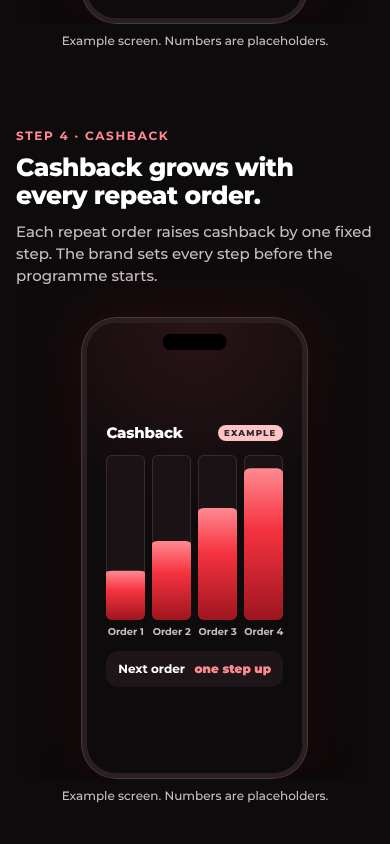 Example screen. Numbers are placeholders.
STEP 4 · CASHBACK
Cashback grows with
every repeat order.
Each repeat order raises cashback by one fixed
step. The brand sets every step before the
programme starts.
Cashback
EXAMPLE
Order 1 Order 2 Order 3 Order 4
Next order one step up
Example screen. Numbers are placeholders.